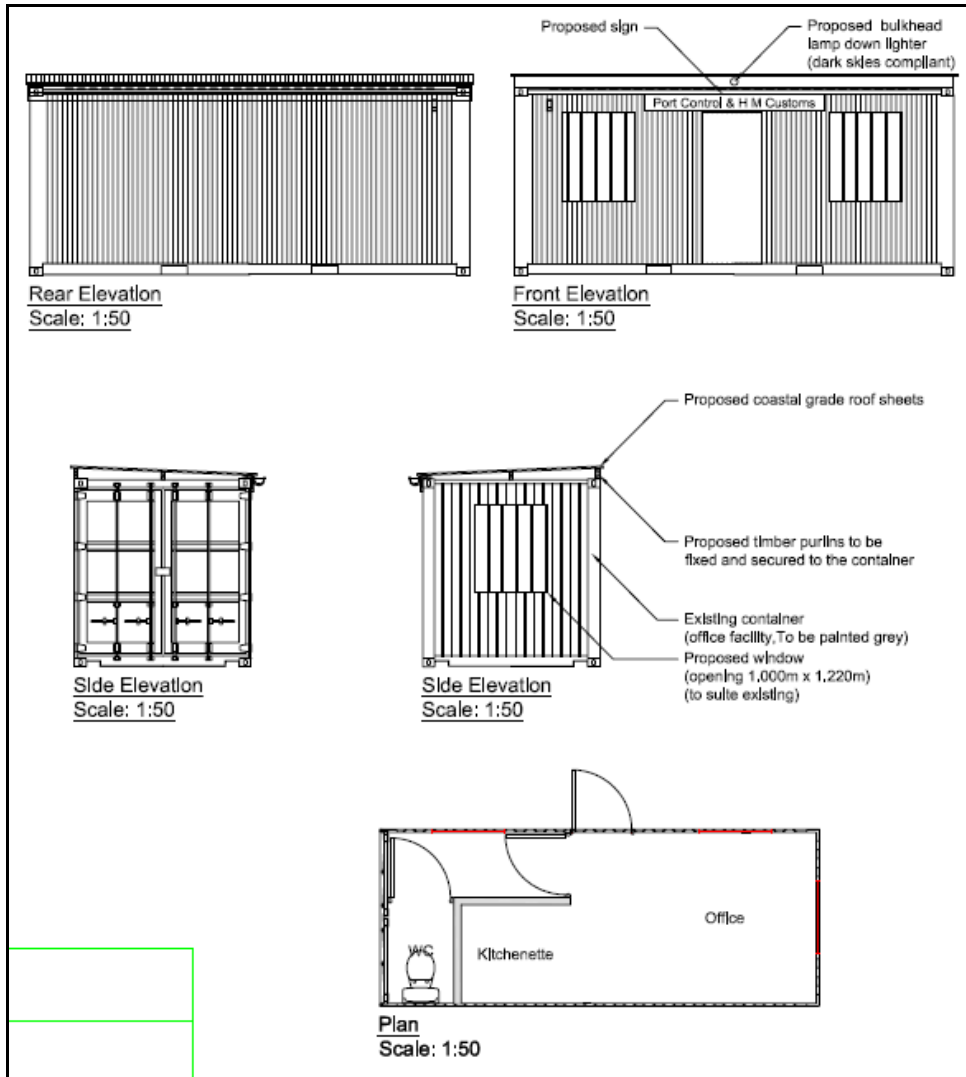 Proposed sign
Proposed bulkhead
lamp down lighter
(dark skies compliant)
Port Control & H M Customs
Rear Elevation
Scale: 1:50
Front Elevation
Scale: 1:50
Proposed coastal grade roof sheets
Proposed timber purlins to be
fixed and secured to the container
Existing container
(office facility,To be painted grey)
Proposed window
(opening 1,000m x 1,220m)
(to suite existing)
Side Elevation
Scale: 1:50
Side Elevation
Scale: 1:50
Office
WC
Kitchenette
Plan
Scale: 1:50